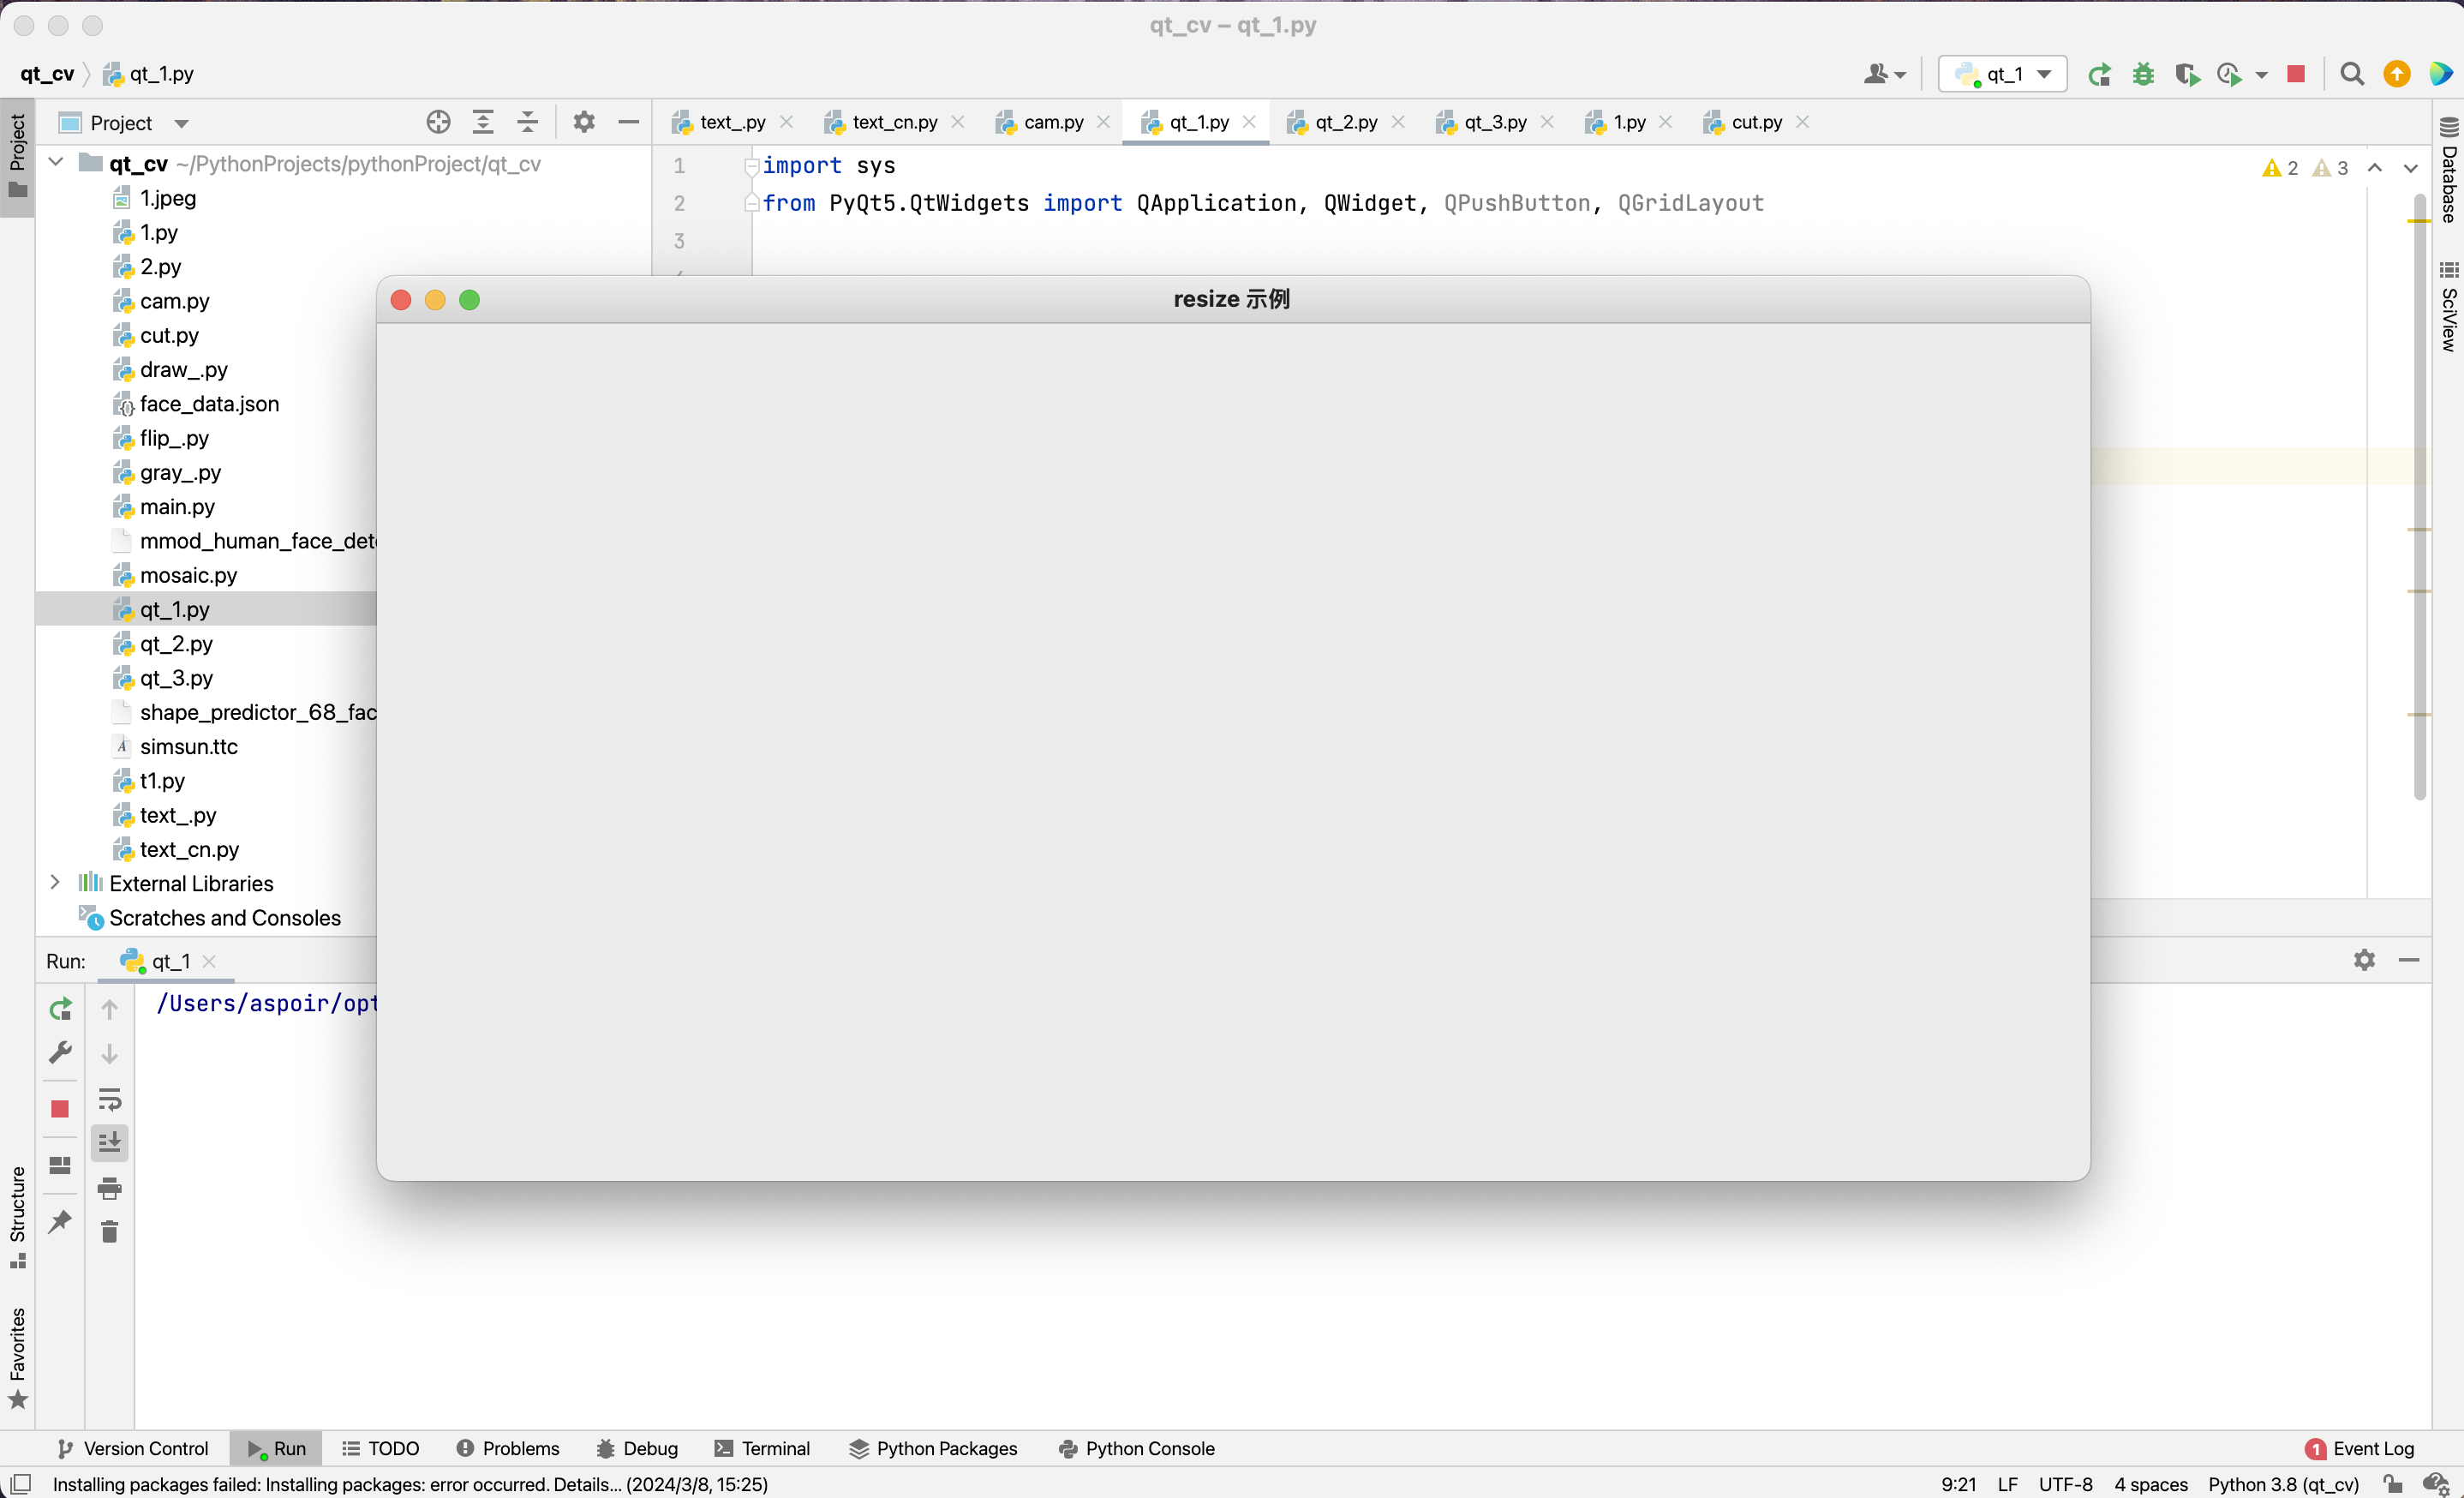 qt_cv – qt_1.py
qt_cv qt_1.py
qt_1
Project
text_.py
text_cn.py
cam.py
qt_1.py
qt_2.py
qt_3.py
1.py
cut.py
Project
qt_cv ~/PythonProjects/pythonProject/qt_cv
1.jpeg
1.py
2.py
cam.py
cut.py
draw_.py
face_data.json
flip_.py
gray_.py
main.py
mmod_human_face_det
mosaic.py
qt_1.py
qt_2.py
qt_3.py
shape_predictor_68_fac
simsun.ttc
t1.py
text_.py
text_cn.py
External Libraries
Scratches and Consoles
1 import sys
2 from PyQt5.QtWidgets import QApplication, QWidget, QPushButton, QGridLayout
3
2 3
Database
SciView
resize 示例
Run: qt_1
/Users/aspoir/opt
Structure
Favorites
Version Control
Run
TODO
Problems
Debug
Terminal
Python Packages
Python Console
1 Event Log
Installing packages failed: Installing packages: error occurred. Details... (2024/3/8, 15:25)
9:21 LF UTF-8 4 spaces Python 3.8 (qt_cv)